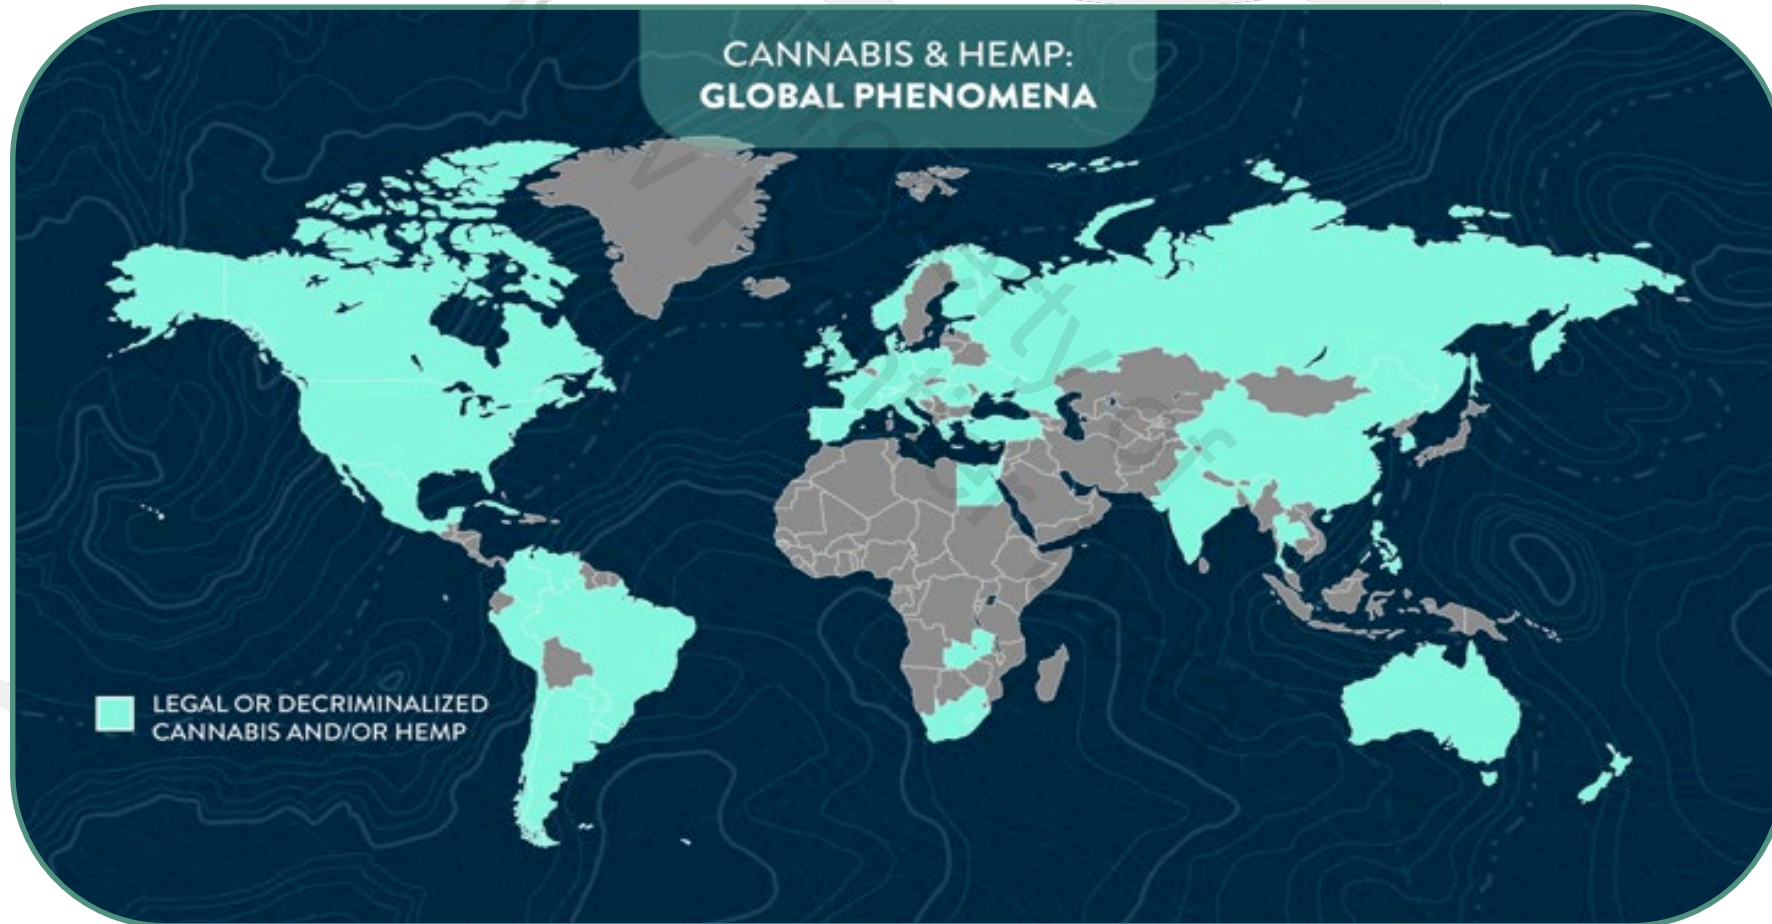 CANNABIS & HEMP:
GLOBAL PHENOMENA
LEGAL OR DECRIMINALIZED
CANNABIS AND/OR HEMP